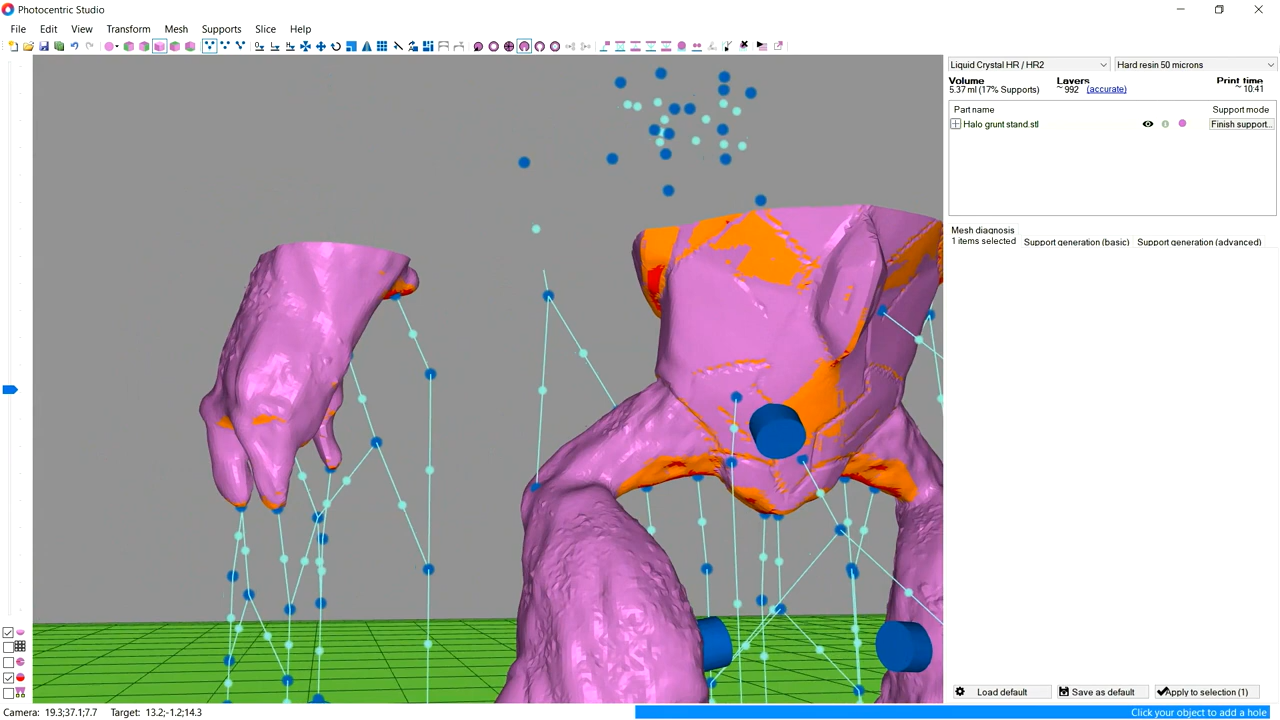 Photocentric Studio
File Edit View Transform Mesh Supports Slice Help
Liquid Crystal HR / HR2 Hard resin 50 microns
Volume Layers Print time
5.37 ml (17% Supports) ~ 992 (accurate) ~ 10:41
Part name Support mode
Halo grunt stand.stl Finish support...
Mesh diagnosis
1 items selected Support generation (basic) Support generation (advanced)
Load default Save as default Apply to selection (1)
Camera: 19.3;37.1;7.7 Target: 13.2;-1.2;14.3 Click your object to add a hole